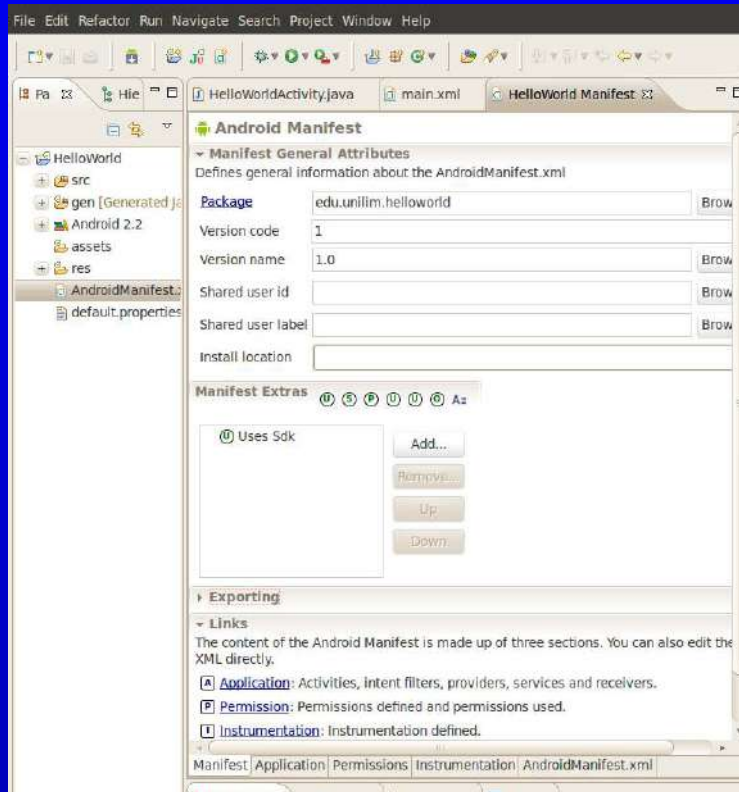 File Edit Refactor Run Navigate Search Project Window Help
Pa Hie HelloWorldActivity.java main.xml HelloWorld Manifest
HelloWorld
src
gen [Generated Ja
Android 2.2
assets
res
AndroidManifest.
default.properties
Android Manifest
Manifest General Attributes
Defines general information about the AndroidManifest.xml
Package edu.unilim.helloworld Brow
Version code 1
Version name 1.0 Brow
Shared user id Brow
Shared user label Brow
Install location
Manifest Extras U S P U U O Az
U Uses Sdk
Add...
Remove...
Up
Down
Exporting
Links
The content of the Android Manifest is made up of three sections. You can also edit the
XML directly.
A Application: Activities, intent filters, providers, services and receivers.
P Permission: Permissions defined and permissions used.
I Instrumentation: Instrumentation defined.
Manifest Application Permissions Instrumentation AndroidManifest.xml